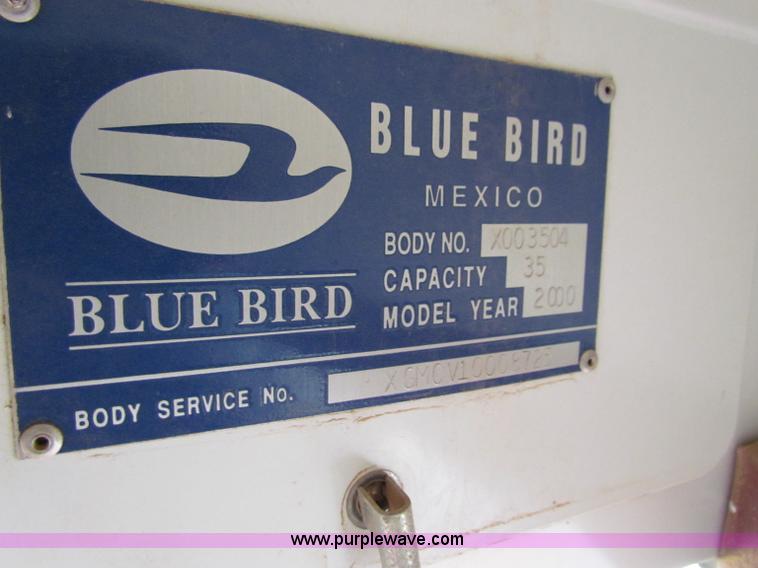 BLUE BIRD
MEXICO
BODY NO. X003504
CAPACITY 35
MODEL YEAR 2000
BLUE BIRD
BODY SERVICE NO.
www.purplewave.com